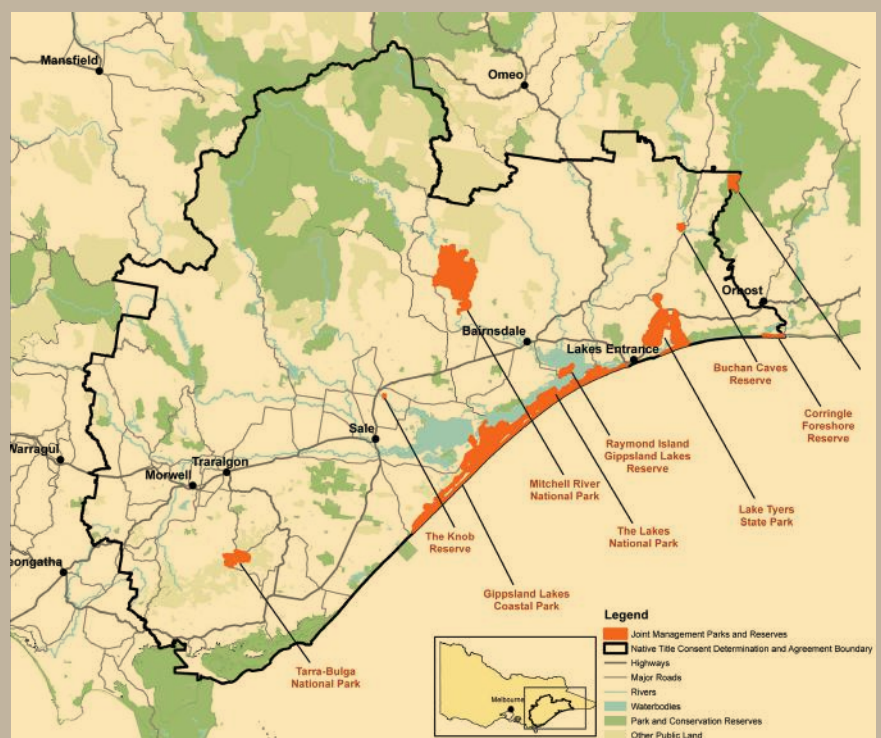 Mansfield
Omeo
Orbost
Bairnsdale
Lakes Entrance
Buchan Caves
Reserve
Corringle
Foreshore
Reserve
Sale
Raymond Island
Gippsland Lakes
Reserve
Warragul
Traralgon
Morwell
Mitchell River
National Park
Lake Tyers
State Park
The Knob
Reserve
The Lakes
National Park
eongatha
Gippsland Lakes
Coastal Park
Tarra-Bulga
National Park
Legend
Joint Management Parks and Reserves
Native Title Consent Determination and Agreement Boundary
Highways
Major Roads
Rivers
Waterbodies
Park and Conservation Reserves
Other Public Land
Melbourne